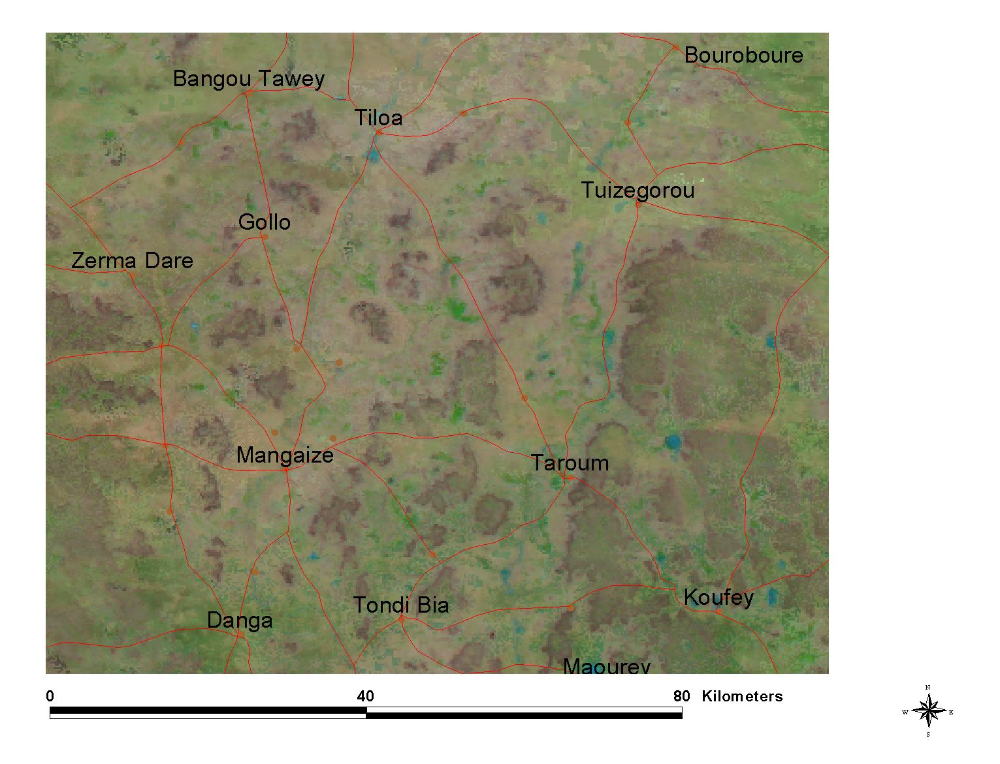 Bouroboure
Bangou Tawey
Tiloa
Tuizegorou
Gollo
Zerma Dare
Mangaize
Taroum
Koufey
Tondi Bia
Danga
Maourey
0 40 80 Kilometers
N
W E
S